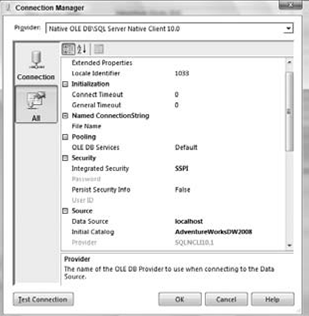 Connection Manager
Provider: Native OLE DB\SQL Server Native Client 10.0
Connection
All
Extended Properties
Locale Identifier 1033
Initialization
Connect Timeout 0
General Timeout 0
Named ConnectionString
File Name
Pooling
OLE DB Services Default
Security
Integrated Security SSPI
Password
Persist Security Info False
User ID
Source
Data Source localhost
Initial Catalog AdventureWorksDW2008
Provider SQLNCLI10.1
Provider
The name of the OLE DB Provider to use when connecting to the Data
Source.
Test Connection OK Cancel Help